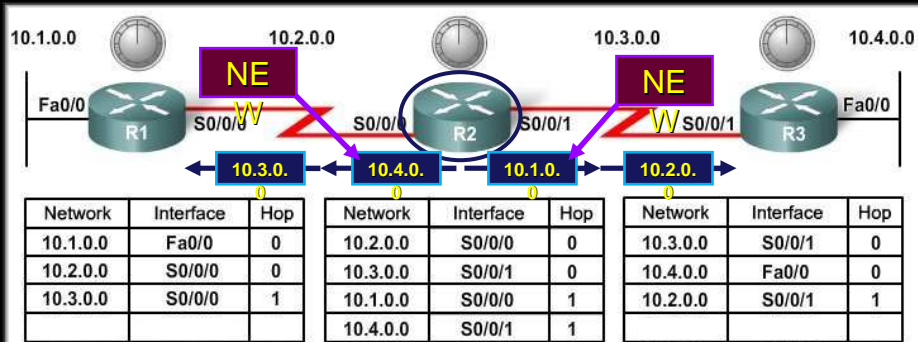 10.1.0.0 10.2.0.0 10.3.0.0 10.4.0.0
NE
W
NE
W
Fa0/0 S0/0/0 S0/0/0 S0/0/1 S0/0/1 Fa0/0
R1 R2 R3
10.3.0.
0
10.4.0.
0
10.1.0.
0
10.2.0.
0
Network Interface Hop
10.1.0.0 Fa0/0 0
10.2.0.0 S0/0/0 0
10.3.0.0 S0/0/0 1
Network Interface Hop
10.2.0.0 S0/0/0 0
10.3.0.0 S0/0/1 0
10.1.0.0 S0/0/0 1
10.4.0.0 S0/0/1 1
Network Interface Hop
10.3.0.0 S0/0/1 0
10.4.0.0 Fa0/0 0
10.2.0.0 S0/0/1 1